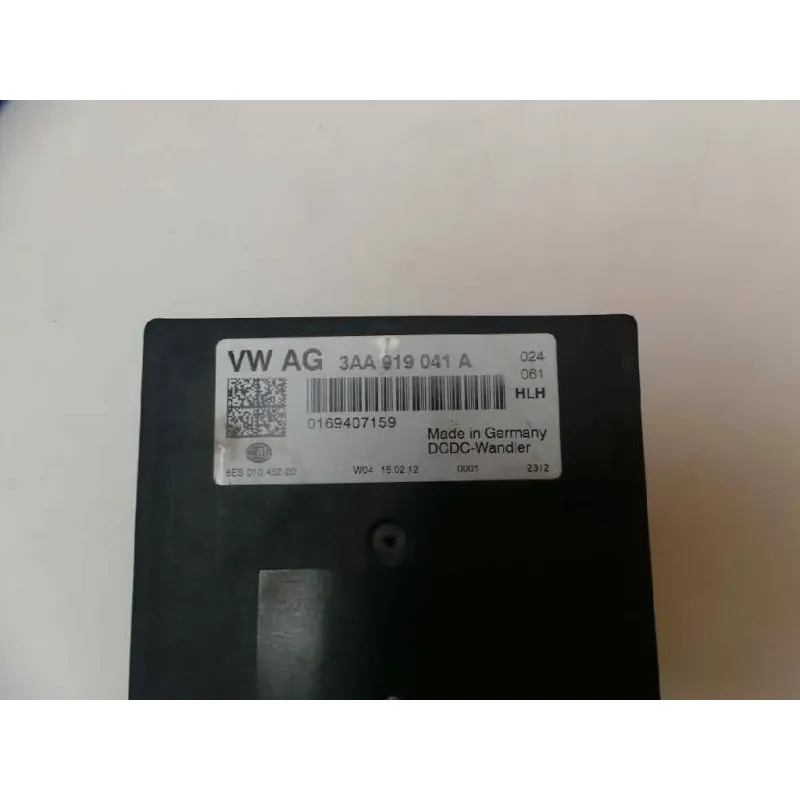 VW AG 3AA 919 041 A 024
061
HLH
0169407159
Made in Germany
DCDC-Wandler
HELLA
W04 15.02.12 0001 2312